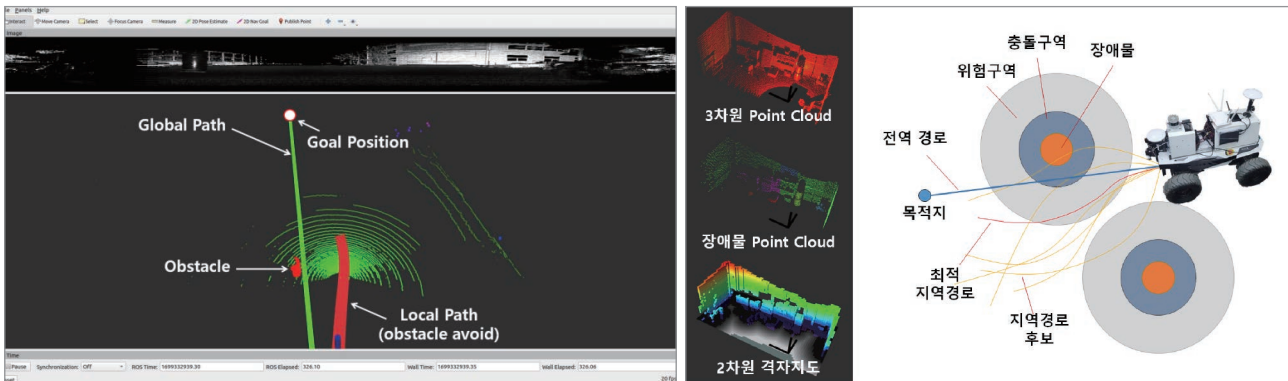 Panels Help
Interact Move Camera Select Focus Camera Measure 2D Pose Estimate 2D Nav Goal Publish Point
Image
Global Path
Goal Position
Obstacle
Local Path
(obstacle avoid)
Time
Pause Synchronization: Off ROS Time: 1699332939.30 ROS Elapsed: 326.10 Wall Time: 1699332939.35 Wall Elapsed: 326.06
20 fps
3차원 Point Cloud
장애물 Point Cloud
2차원 격자지도
충돌구역
장애물
위험구역
전역 경로
목적지
최적
지역경로
지역경로
후보